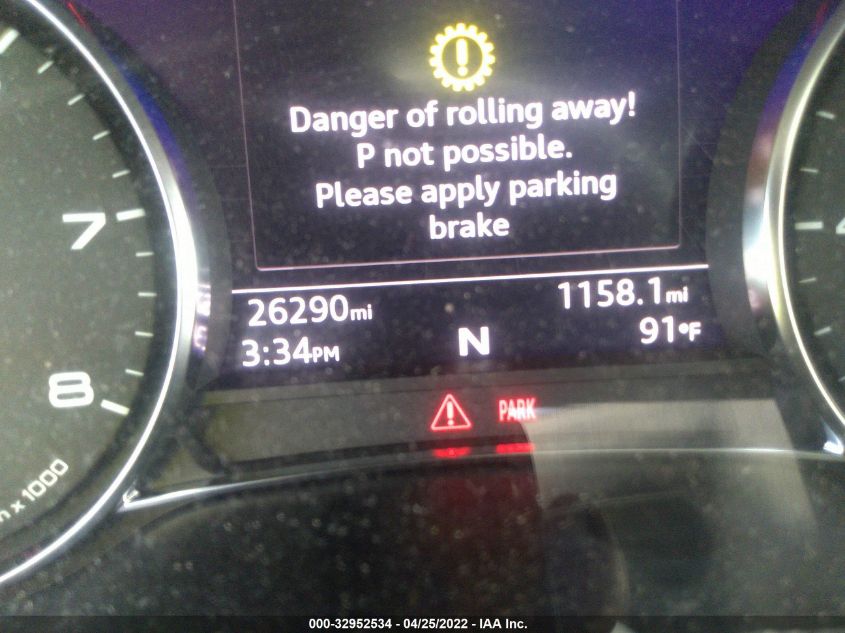 Danger of rolling away!
P not possible.
Please apply parking
brake
26290mi
1158.1mi
3:34PM
N
91°F
PARK
7
8
x 1000
000-32952534 - 04/25/2022 - IAA Inc.